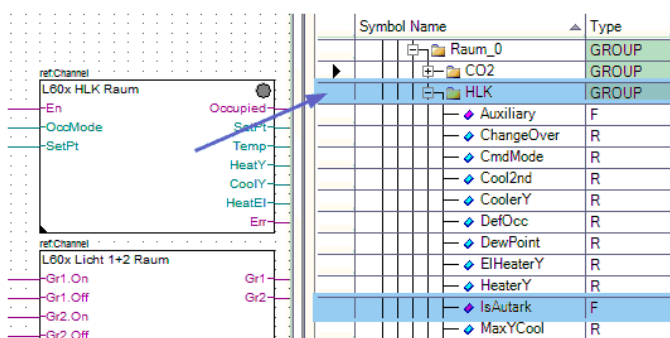 ref:Channel
L60x HLK Raum
En
Occupied
OccMode
SetPt
SetPt
Temp
HeatY
CoolY
HeatEl
Err
ref:Channel
L60x Licht 1+2 Raum
Gr1.On
Gr1
Gr1.Off
Gr2
Gr2.On
Gr2.Off
Symbol Name Type
Raum_0 GROUP
CO2 GROUP
HLK GROUP
Auxiliary F
ChangeOver R
CmdMode R
Cool2nd R
CoolerY R
DefOcc R
DewPoint R
ElHeaterY R
HeaterY R
IsAutark F
MaxYCool R